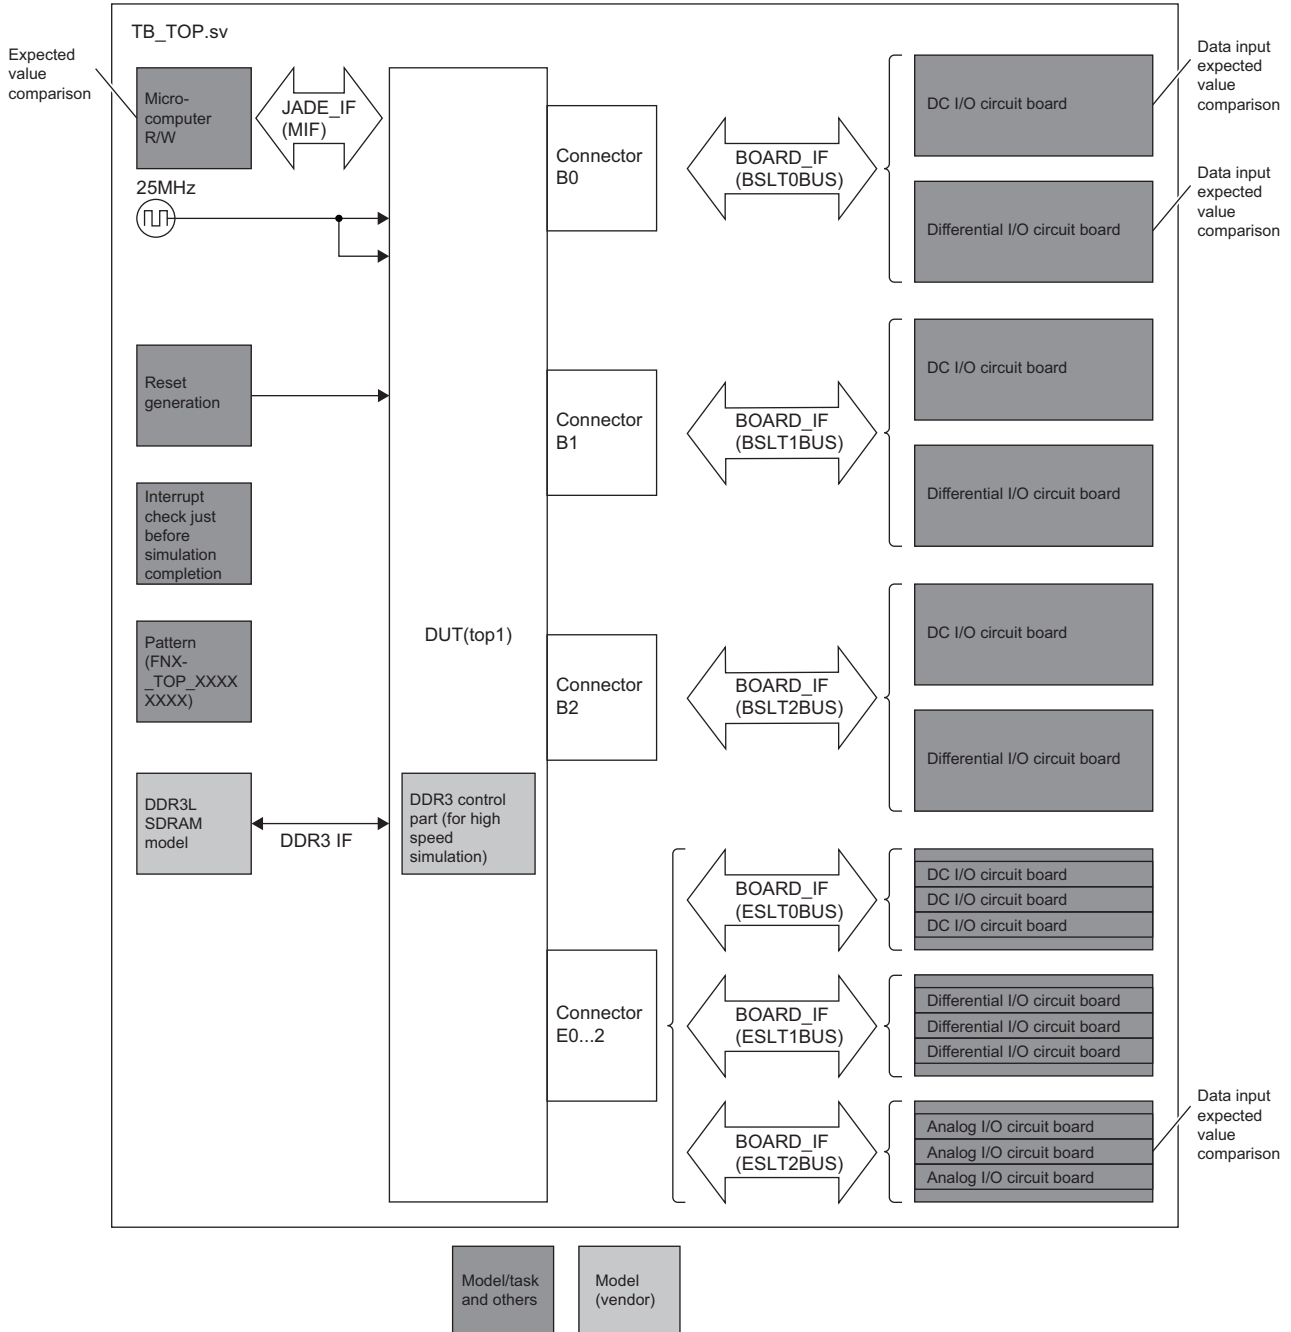 TB_TOP.sv
Expected
value
comparison
Micro-
computer
R/W
JADE_IF
(MIF)
25MHz
Reset
generation
Interrupt
check just
before
simulation
completion
Pattern
(FNX-
_TOP_XXXX
XXXX)
DDR3L
SDRAM
model
DDR3 IF
DUT(top1)
DDR3 control
part (for high
speed
simulation)
Connector
B0
BOARD_IF
(BSLT0BUS)
DC I/O circuit board
Differential I/O circuit board
Data input
expected
value
comparison
Data input
expected
value
comparison
Connector
B1
BOARD_IF
(BSLT1BUS)
DC I/O circuit board
Differential I/O circuit board
Connector
B2
BOARD_IF
(BSLT2BUS)
DC I/O circuit board
Differential I/O circuit board
Connector
E0...2
BOARD_IF
(ESLT0BUS)
DC I/O circuit board
DC I/O circuit board
DC I/O circuit board
BOARD_IF
(ESLT1BUS)
Differential I/O circuit board
Differential I/O circuit board
Differential I/O circuit board
BOARD_IF
(ESLT2BUS)
Analog I/O circuit board
Analog I/O circuit board
Analog I/O circuit board
Data input
expected
value
comparison
Model/task
and others
Model
(vendor)